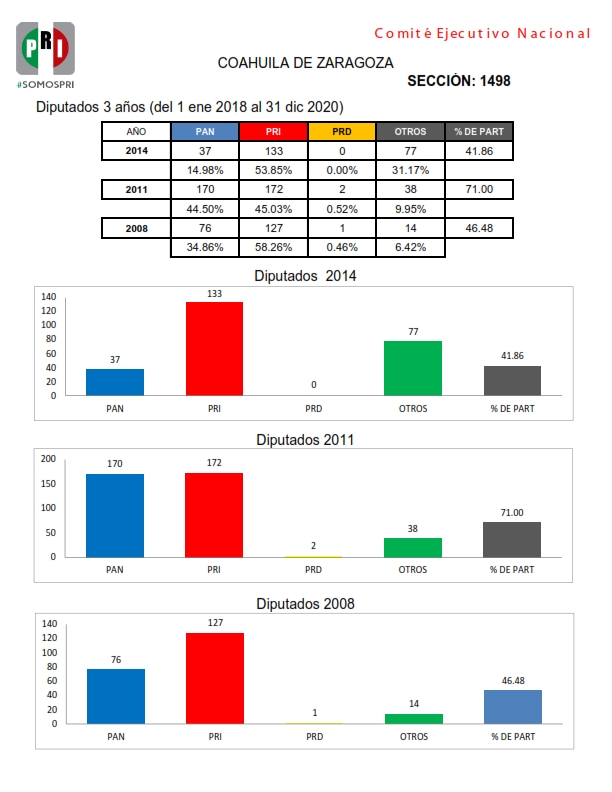 PRI
#SOMOSPRI
Comité Ejecutivo Nacional
COAHUILA DE ZARAGOZA
SECCIÓN: 1498
Diputados 3 años (del 1 ene 2018 al 31 dic 2020)
AÑO PAN PRI PRD OTROS % DE PART
2014 37 133 0 77 41.86
14.98% 53.85% 0.00% 31.17%
2011 170 172 2 38 71.00
44.50% 45.03% 0.52% 9.95%
2008 76 127 1 14 46.48
34.86% 58.26% 0.46% 6.42%
Diputados 2014
140
120
100
80
60
40
20
0
37 133 0 77 41.86
PAN PRI PRD OTROS % DE PART
Diputados 2011
200
150
100
50
0
170 172 2 38 71.00
PAN PRI PRD OTROS % DE PART
Diputados 2008
140
120
100
80
60
40
20
0
76 127 1 14 46.48
PAN PRI PRD OTROS % DE PART